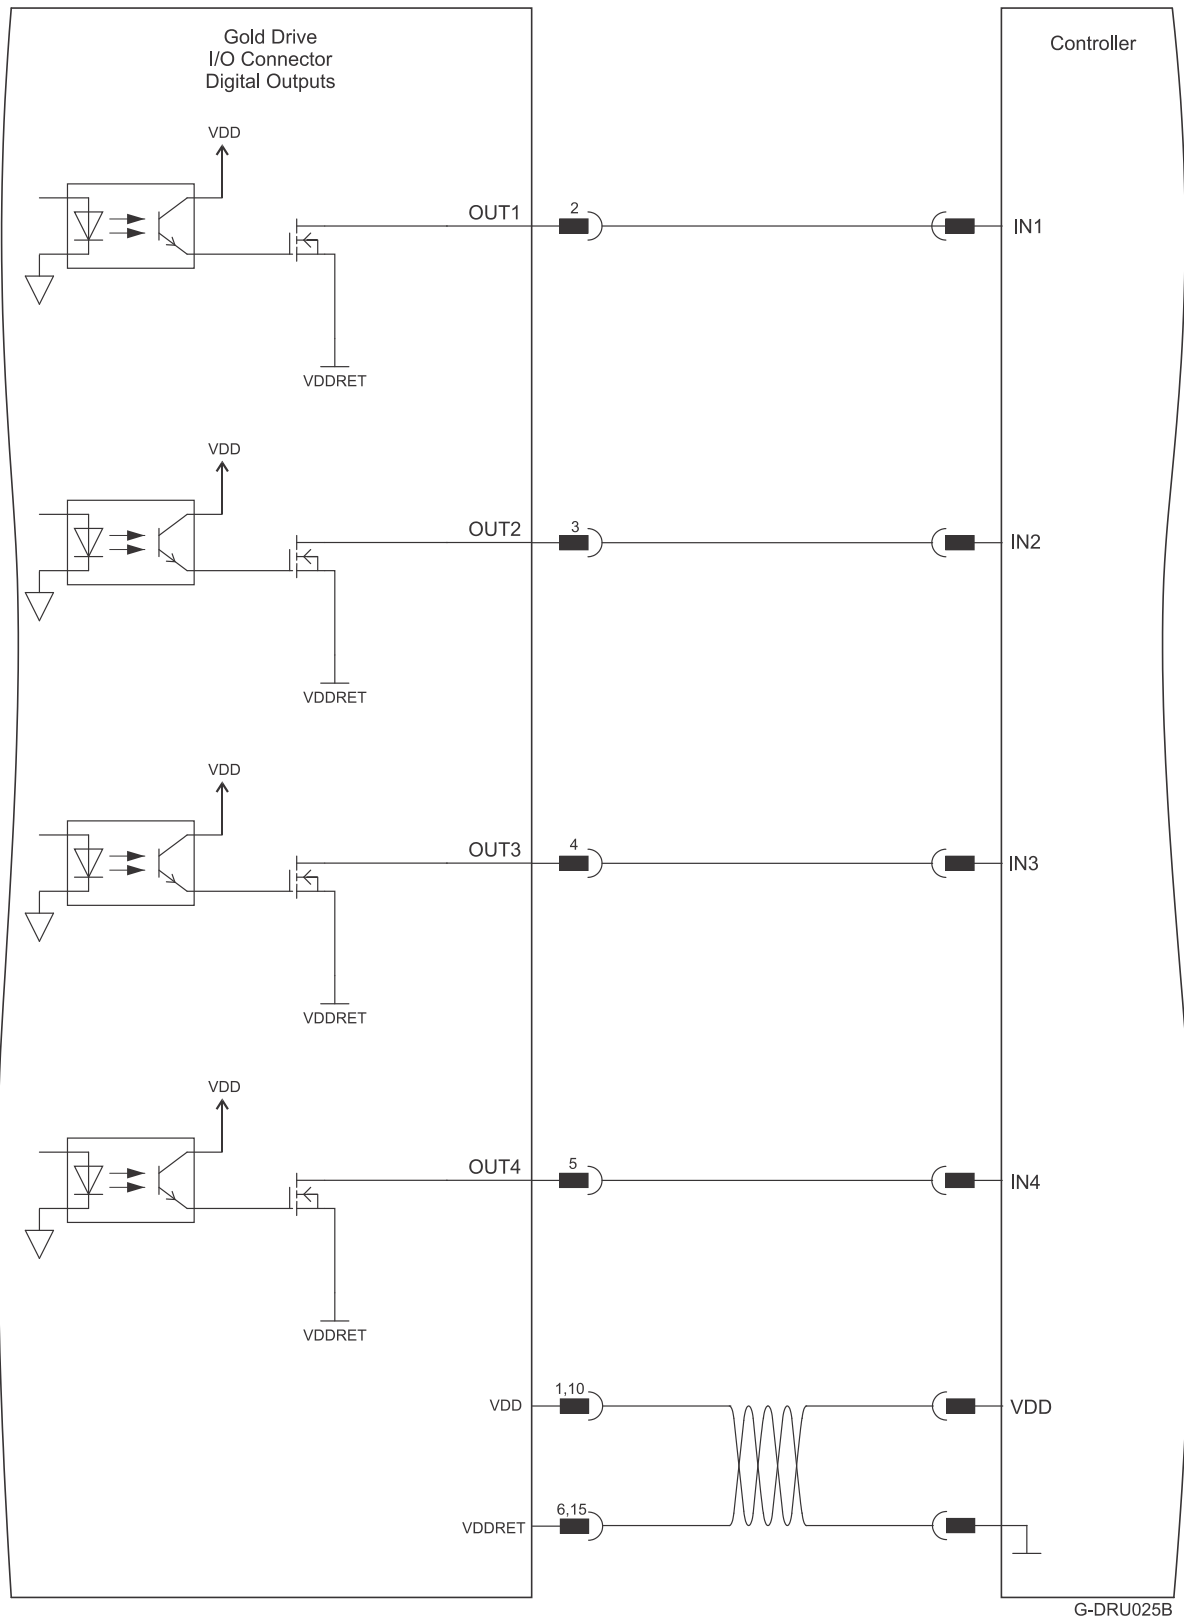 Gold Drive
I/O Connector
Digital Outputs
Controller
VDD
OUT1
2
IN1
VDDRET
VDD
OUT2
3
IN2
VDDRET
VDD
OUT3
4
IN3
VDDRET
VDD
OUT4
5
IN4
VDDRET
VDD
1,10
VDD
VDDRET
6,15
G-DRU025B